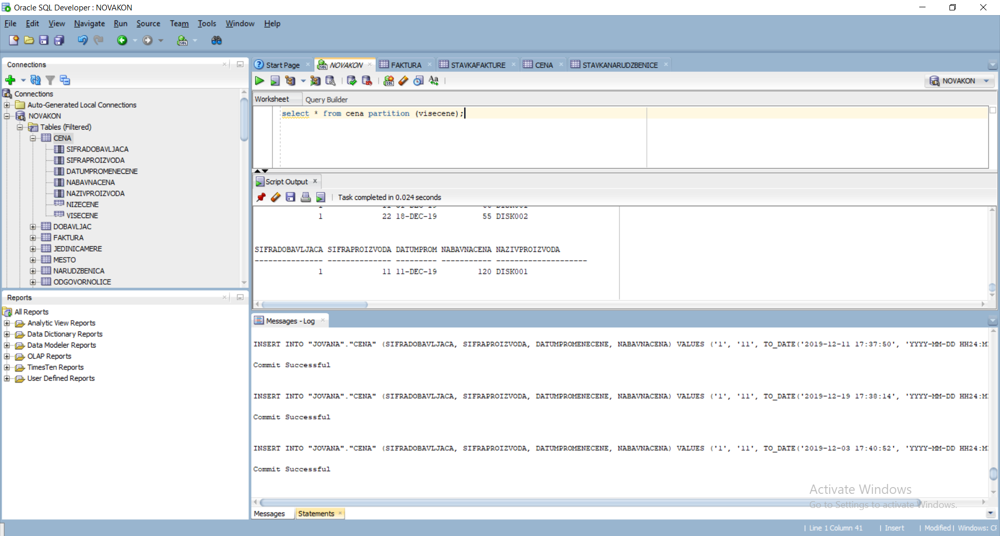 Oracle SQL Developer : NOVAKON
File Edit View Navigate Run Source Team Tools Window Help
Connections
Connections
Auto-Generated Local Connections
NOVAKON
Tables (Filtered)
CENA
SIFRADOBAVLJACA
SIFRAPROIZVODA
DATUMPROMENECENE
NABAVNACENA
NAZIVPROIZVODA
NIZECENE
VISECENE
DOBAVLJAC
FAKTURA
JEDINICAMERE
MESTO
NARUDZBENICA
ODGOVORNOLICE
Reports
All Reports
Analytic View Reports
Data Dictionary Reports
Data Modeler Reports
OLAP Reports
TimesTen Reports
User Defined Reports
Start Page NOVAKON FAKTURA STAVKAFAKTURE CENA STAVKANARUDZBENICE
NOVAKON
Worksheet Query Builder
select * from cena partition (visecene);
Script Output
Task completed in 0.024 seconds
1 22 18-DEC-19 55 DISK002
SIFRADOBAVLJACA SIFRAPROIZVODA DATUMPROM NABAVNACENA NAZIVPROIZVODA
--------------- -------------- --------- ----------- --------------------
1 11 11-DEC-19 120 DISK001
Messages - Log
INSERT INTO "JOVANA"."CENA" (SIFRADOBAVLJACA, SIFRAPROIZVODA, DATUMPROMENECENE, NABAVNACENA) VALUES ('1', '11', TO_DATE('2019-12-11 17:37:50', 'YYYY-MM-DD HH24:M
Commit Successful
INSERT INTO "JOVANA"."CENA" (SIFRADOBAVLJACA, SIFRAPROIZVODA, DATUMPROMENECENE, NABAVNACENA) VALUES ('1', '11', TO_DATE('2019-12-19 17:38:14', 'YYYY-MM-DD HH24:M
Commit Successful
INSERT INTO "JOVANA"."CENA" (SIFRADOBAVLJACA, SIFRAPROIZVODA, DATUMPROMENECENE, NABAVNACENA) VALUES ('1', '11', TO_DATE('2019-12-03 17:40:52', 'YYYY-MM-DD HH24:M
Commit Successful
Activate Windows
Go to Settings to activate Windows.
Messages Statements
Line 1 Column 41 | Insert | Modified | Windows: CF